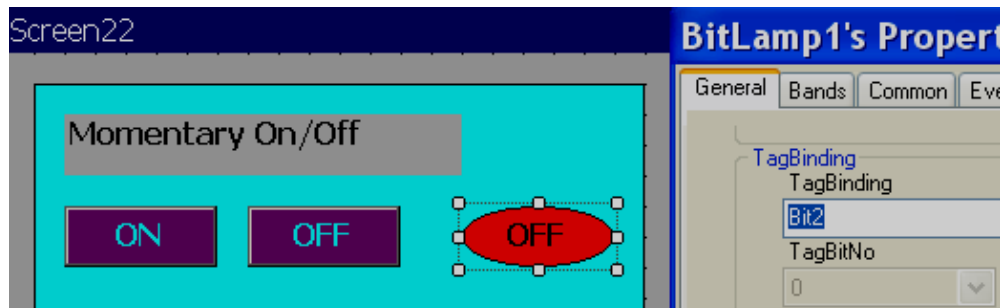 Screen22
Momentary On/Off
ON OFF OFF
BitLamp1's Propert
General Bands Common Eve
TagBinding
TagBinding
Bit2
TagBitNo
0